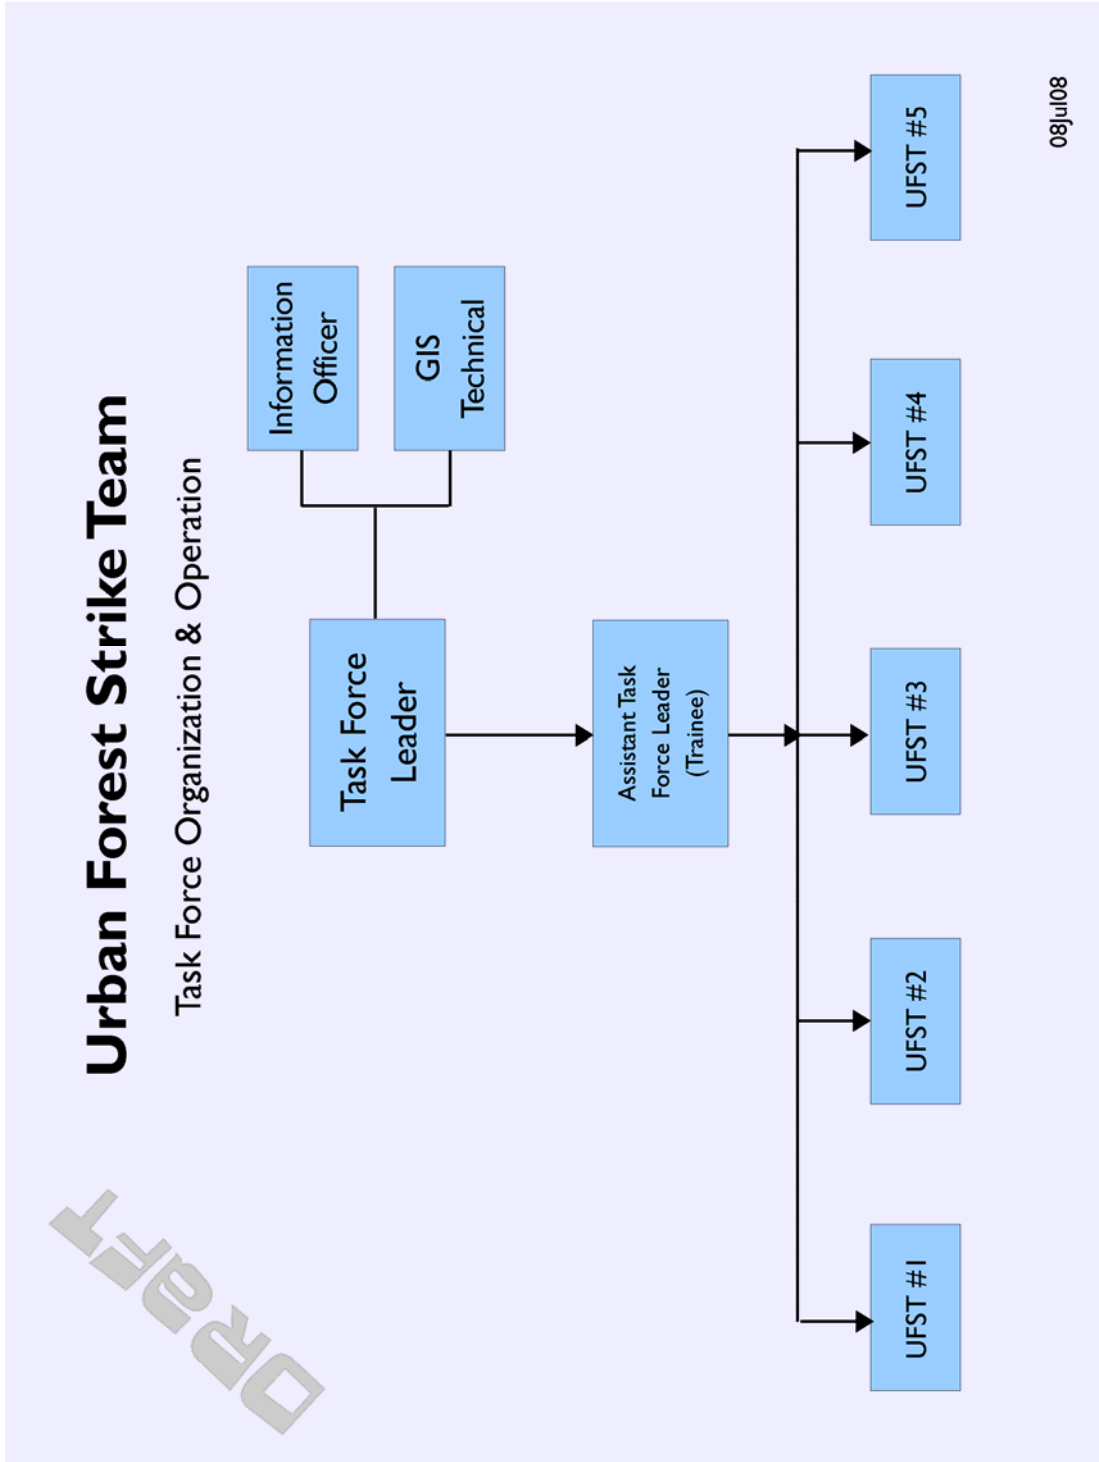 DRaFT
Urban Forest Strike Team
Task Force Organization & Operation
Task Force
Leader
Information
Officer
GIS
Technical
Assistant Task
Force Leader
(Trainee)
UFST #1
UFST #2
UFST #3
UFST #4
UFST #5
08Jul08